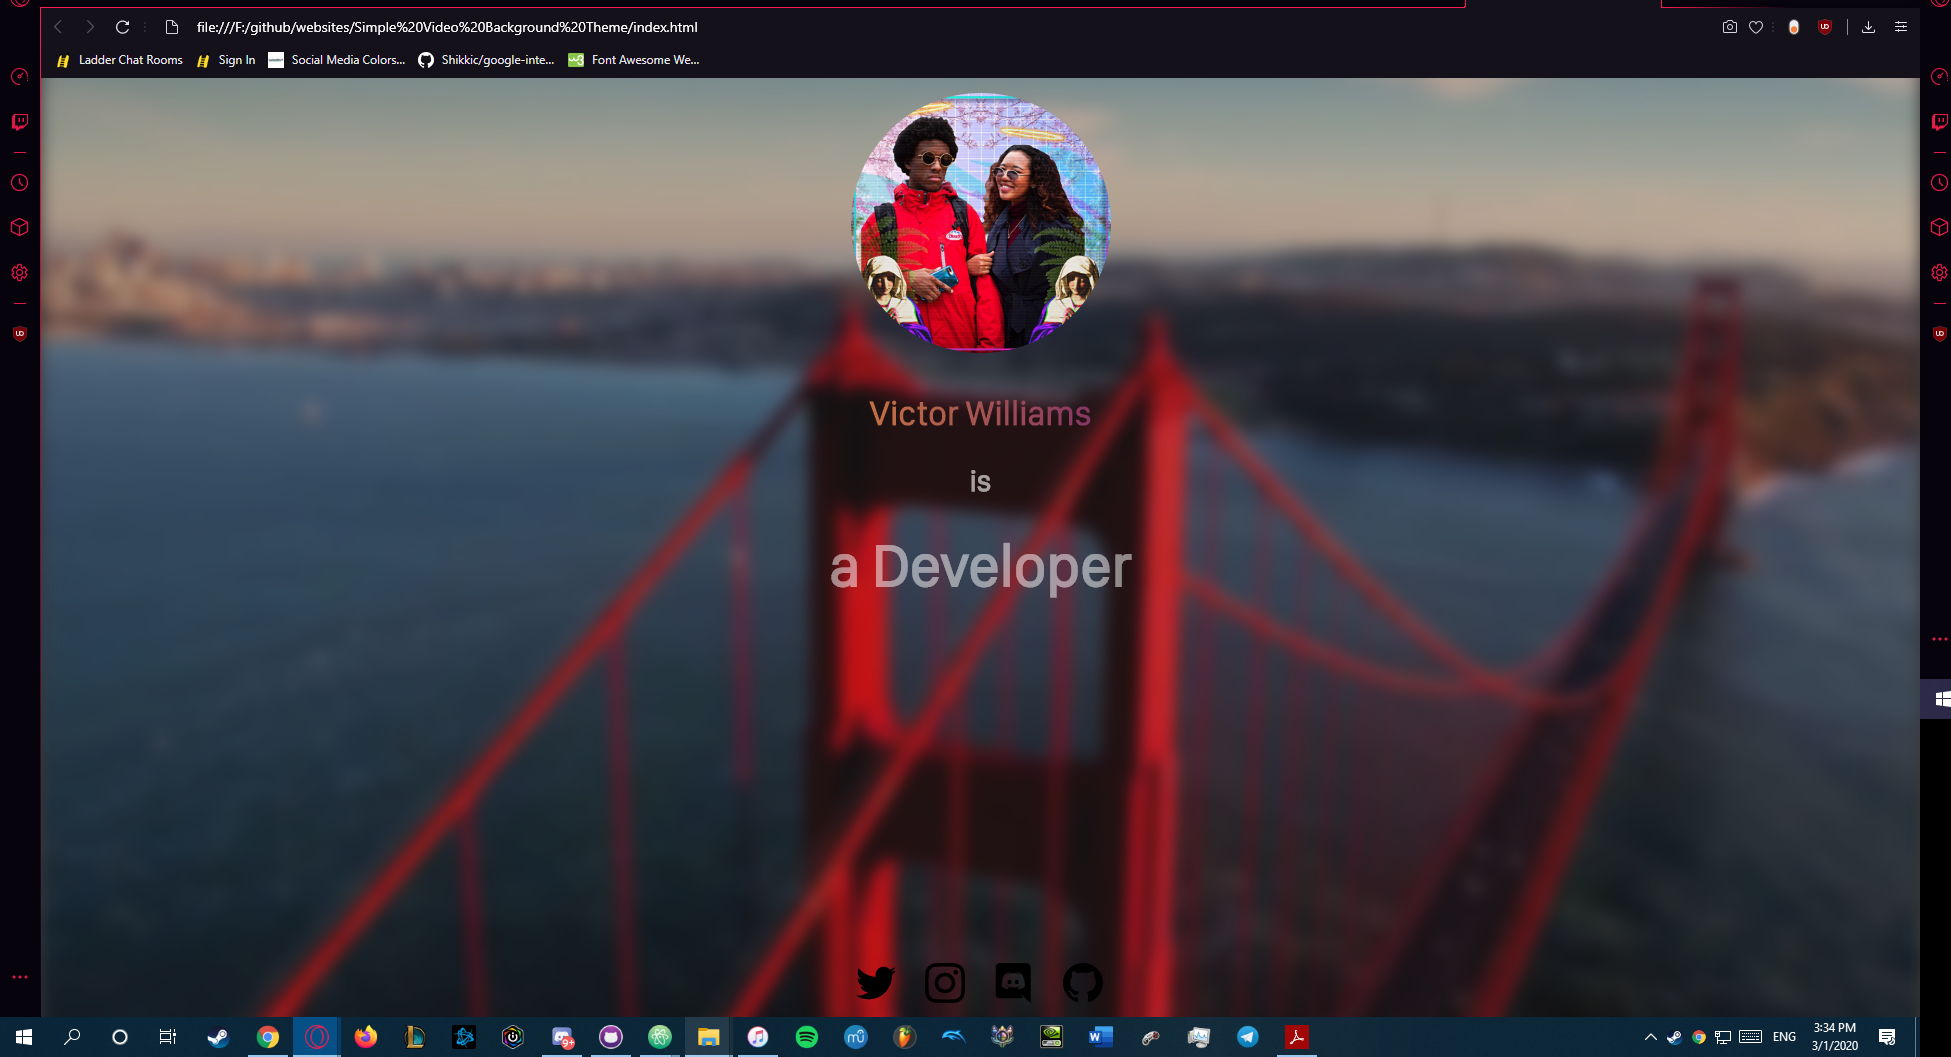 file:///F:/github/websites/Simple%20Video%20Background%20Theme/index.html
Ladder Chat Rooms Sign In Social Media Colors... Shikkic/google-inte... Font Awesome We...
Victor Williams
is
a Developer
3:34 PM
ENG
3/1/2020
9+